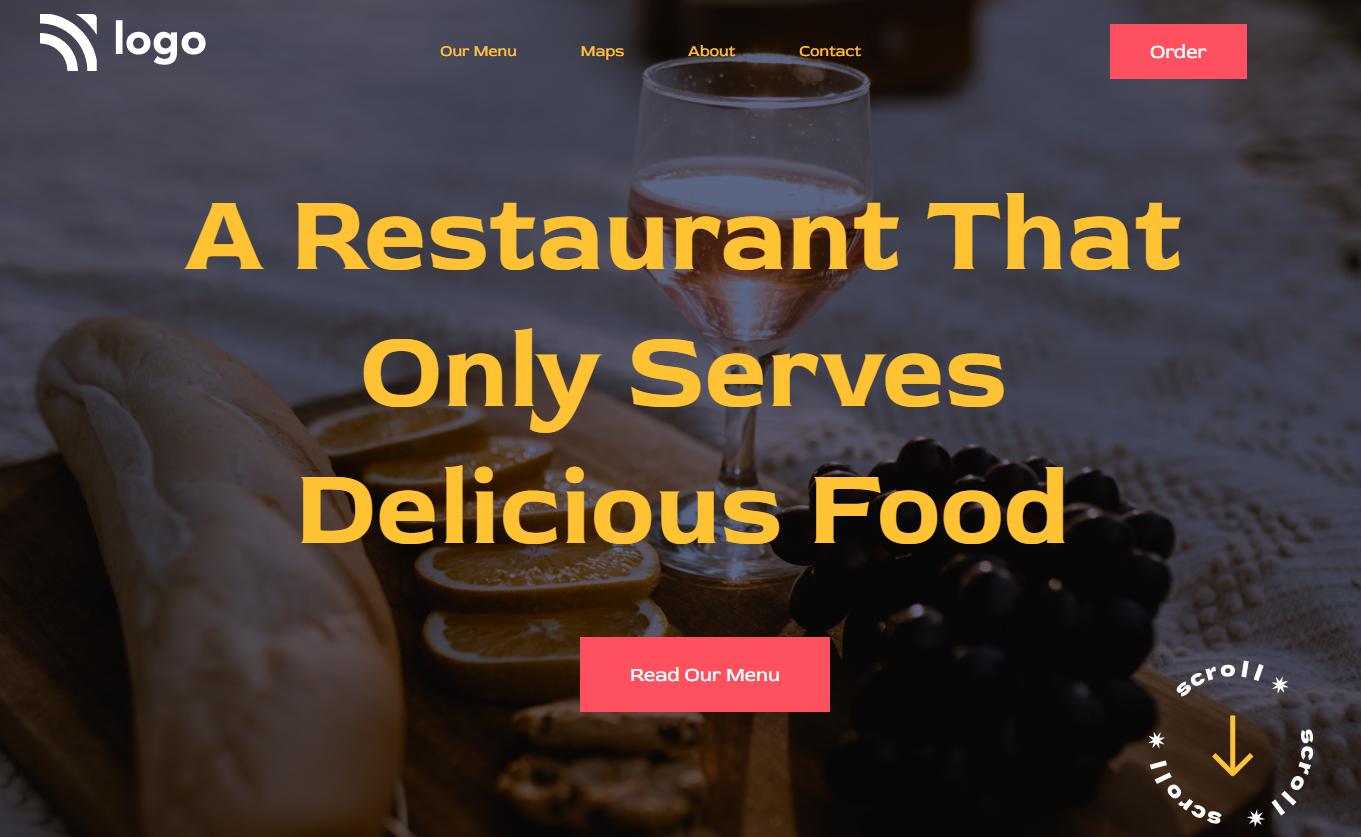 logo
Our Menu Maps About Contact
Order
A Restaurant That
Only Serves
Delicious Food
Read Our Menu
scroll
scroll
scroll